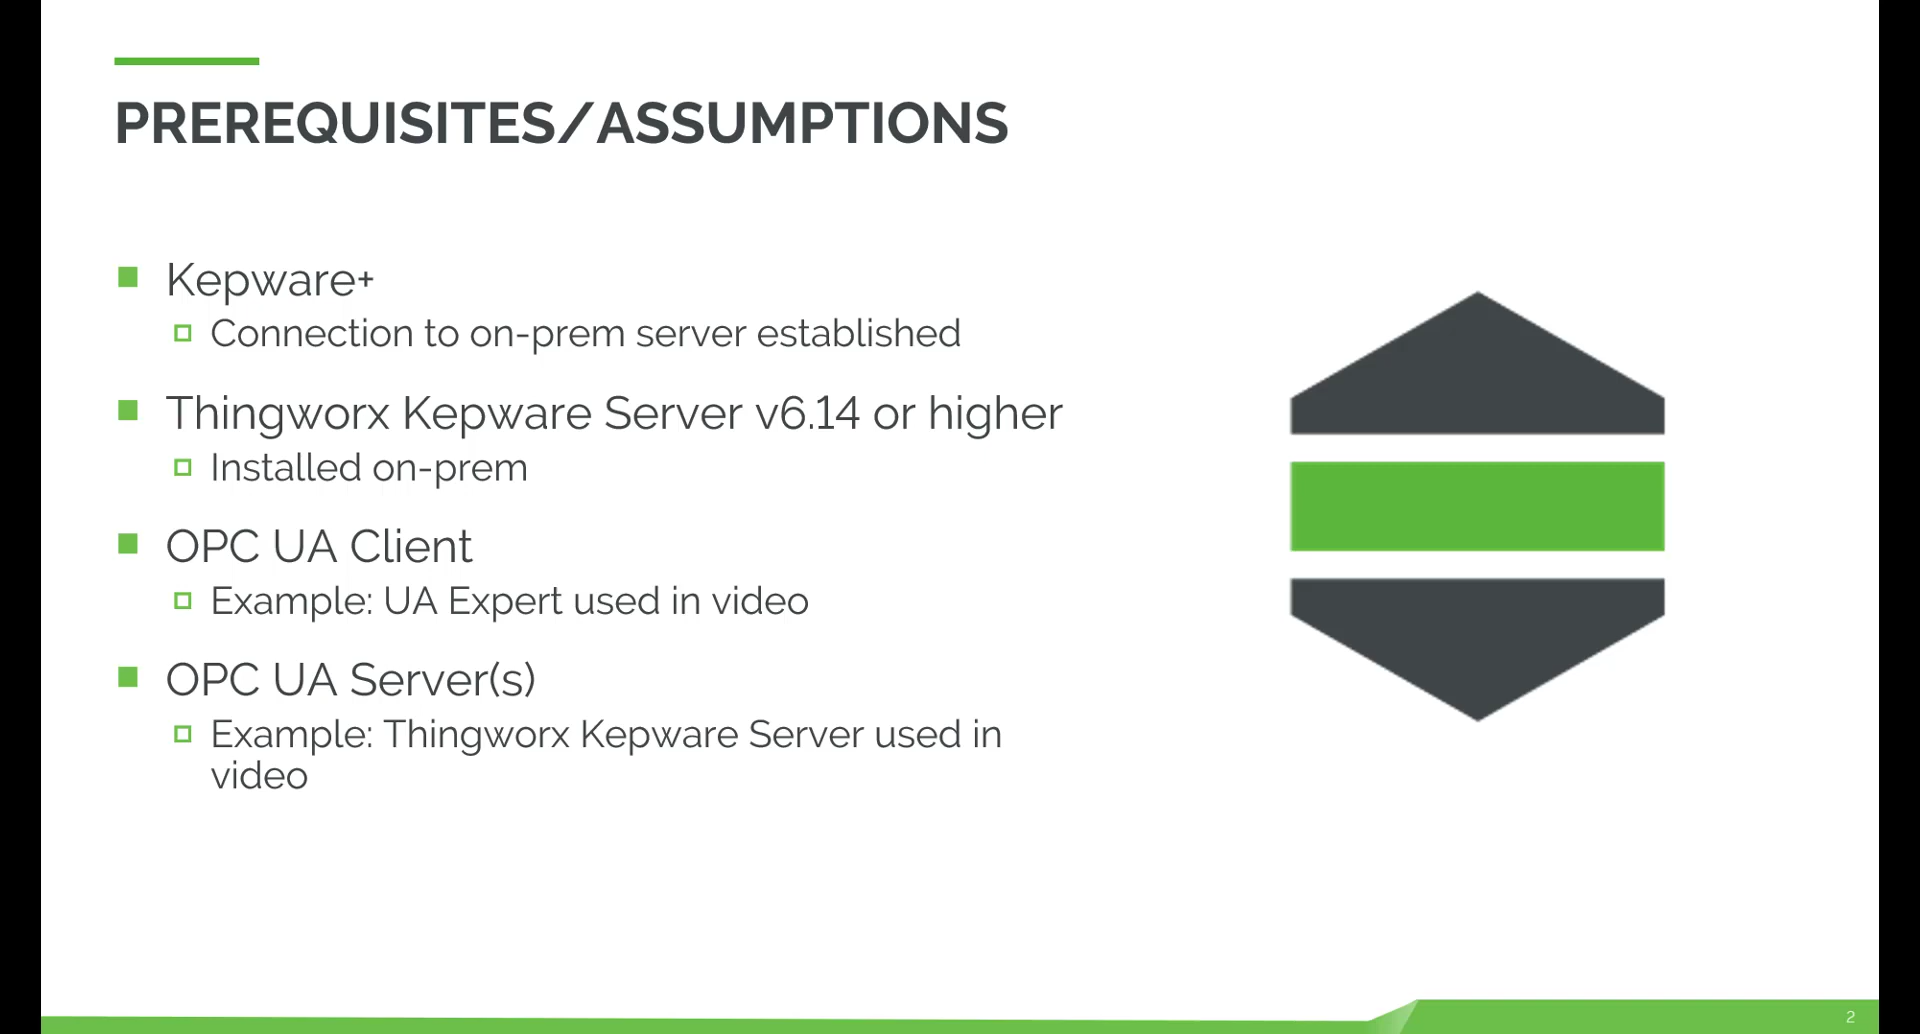 PREREQUISITES/ASSUMPTIONS
Kepware+
Connection to on-prem server established
Thingworx Kepware Server v6.14 or higher
Installed on-prem
OPC UA Client
Example: UA Expert used in video
OPC UA Server(s)
Example: Thingworx Kepware Server used in
video
2